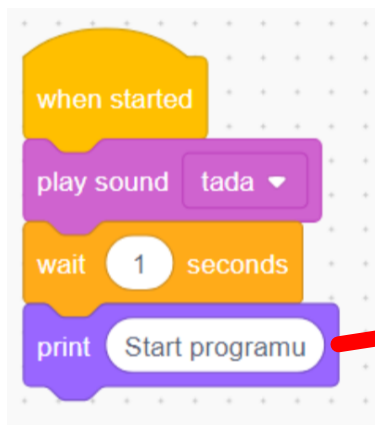 when started
play sound tada
wait 1 seconds
print Start programu